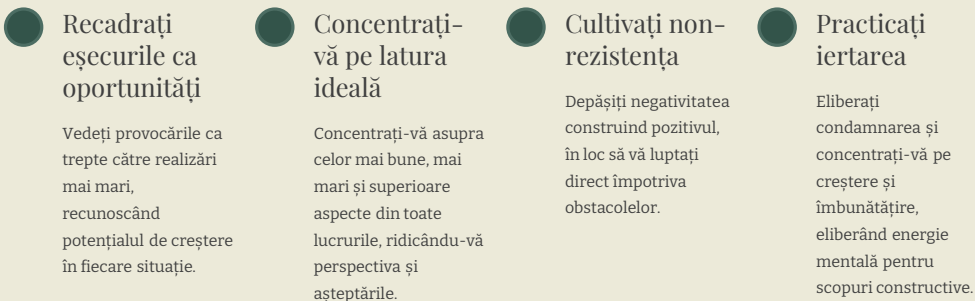 Recadrați
eșecurile ca
oportunități
Vedeți provocările ca
trepte către realizări
mai mari,
recunoscând
potențialul de creștere
în fiecare situație.
Concentrați-
vă pe latura
ideală
Concentrați-vă asupra
celor mai bune, mai
mari și superioare
aspecte din toate
lucrurile, ridicându-vă
perspectiva și
așteptările.
Cultivați non-
rezistența
Depășiți negativitatea
construind pozitivul,
în loc să vă luptați
direct împotriva
obstacolelor.
Practicați
iertarea
Eliberați
condamnarea și
concentrați-vă pe
creștere și
îmbunătățire,
eliberând energie
mentală pentru
scopuri constructive.